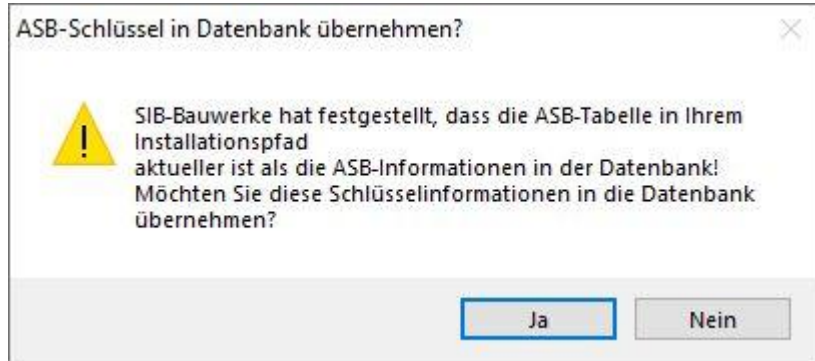 ASB-Schlüssel in Datenbank übernehmen?
SIB-Bauwerke hat festgestellt, dass die ASB-Tabelle in Ihrem
Installationspfad
aktueller ist als die ASB-Informationen in der Datenbank!
Möchten Sie diese Schlüsselinformationen in die Datenbank
übernehmen?
Ja
Nein